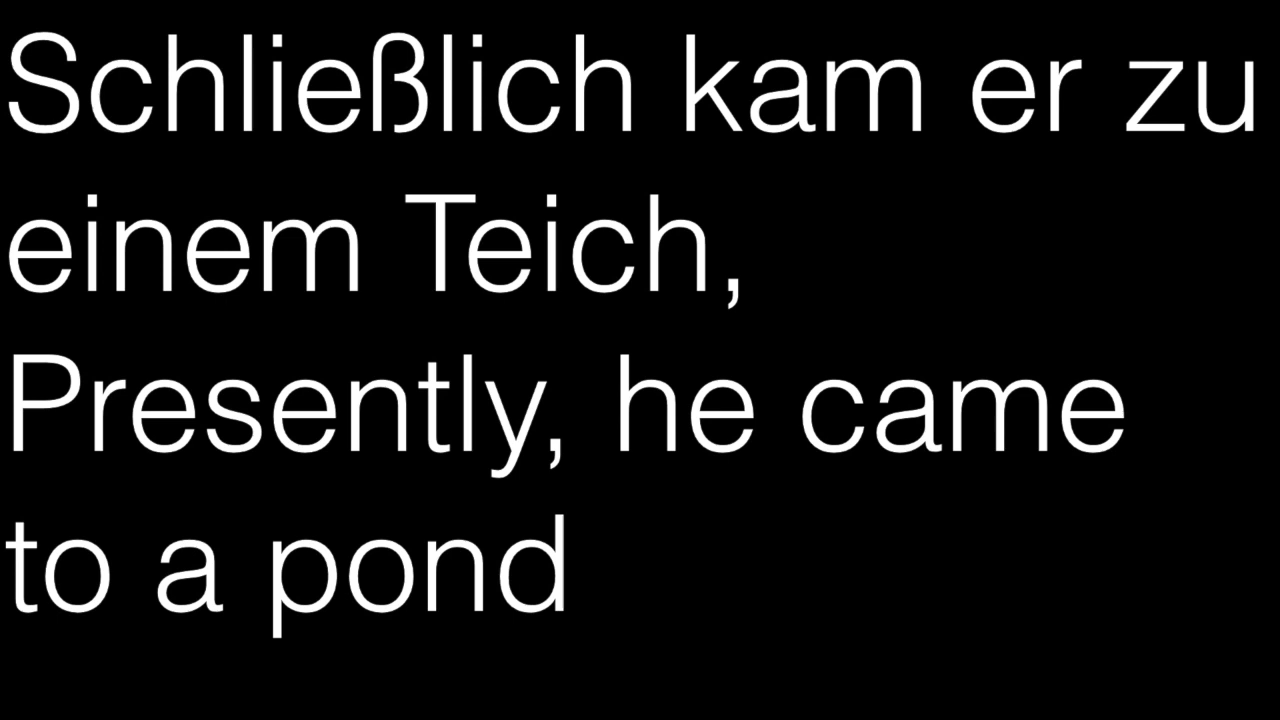 Schließlich kam er zu
einem Teich,
Presently, he came
to a pond